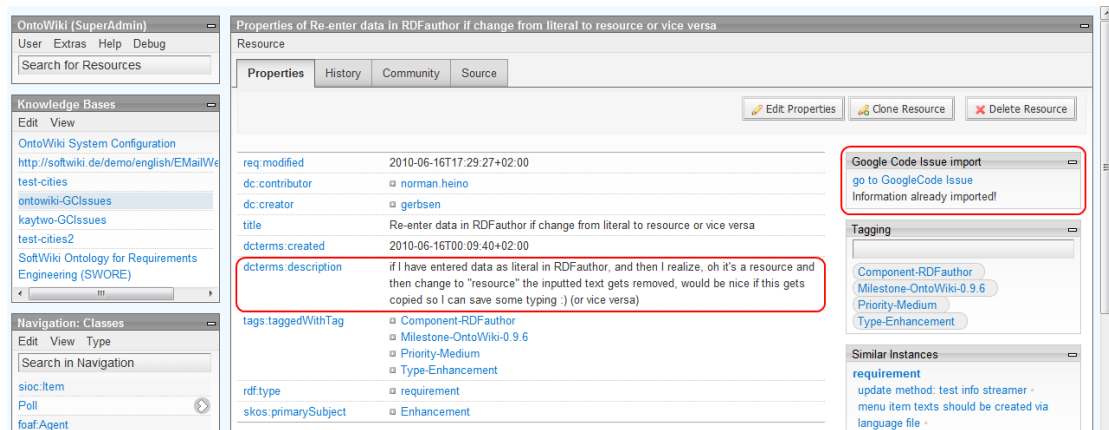 OntoWiki (SuperAdmin)
User Extras Help Debug
Search for Resources
Knowledge Bases
Edit View
OntoWiki System Configuration
http://softwiki.de/demo/english/EMailWe
test-cities
ontowiki-GCIssues
kaytwo-GCIssues
test-cities2
SoftWiki Ontology for Requirements
Engineering (SWORE)
Navigation: Classes
Edit View Type
Search in Navigation
sioc:Item
Poll
foaf:Agent
Properties of Re-enter data in RDFauthor if change from literal to resource or vice versa
Resource
Properties History Community Source
Edit Properties Clone Resource Delete Resource
req:modified 2010-06-16T17:29:27+02:00
dc:contributor norman.heino
dc:creator gerbsen
title Re-enter data in RDFauthor if change from literal to resource or vice versa
dcterms:created 2010-06-16T00:09:40+02:00
dcterms:description if I have entered data as literal in RDFauthor, and then I realize, oh it's a resource and
then change to "resource" the inputted text gets removed, would be nice if this gets
copied so I can save some typing :) (or vice versa)
tags:taggedWithTag Component-RDFauthor
Milestone-OntoWiki-0.9.6
Priority-Medium
Type-Enhancement
rdf:type requirement
skos:primarySubject Enhancement
Google Code Issue import
go to GoogleCode Issue
Information already imported!
Tagging
Component-RDFauthor
Milestone-OntoWiki-0.9.6
Priority-Medium
Type-Enhancement
Similar Instances
requirement
update method: test info streamer
menu item texts should be created via
language file